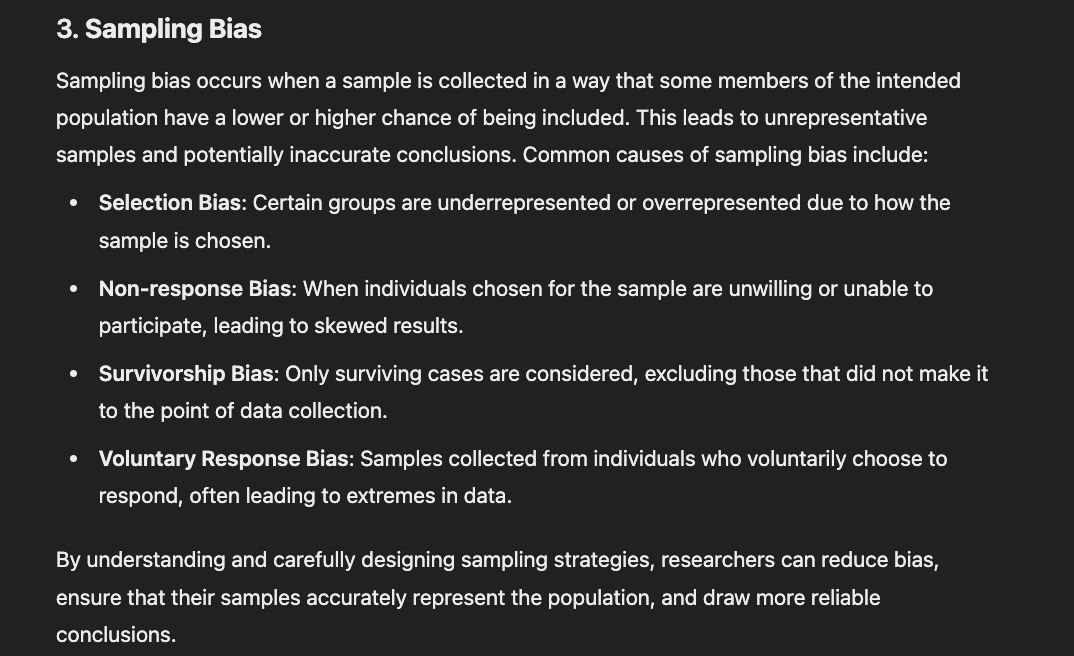 3. Sampling Bias
Sampling bias occurs when a sample is collected in a way that some members of the intended
population have a lower or higher chance of being included. This leads to unrepresentative
samples and potentially inaccurate conclusions. Common causes of sampling bias include:
• Selection Bias: Certain groups are underrepresented or overrepresented due to how the
sample is chosen.
• Non-response Bias: When individuals chosen for the sample are unwilling or unable to
participate, leading to skewed results.
• Survivorship Bias: Only surviving cases are considered, excluding those that did not make it
to the point of data collection.
• Voluntary Response Bias: Samples collected from individuals who voluntarily choose to
respond, often leading to extremes in data.
By understanding and carefully designing sampling strategies, researchers can reduce bias,
ensure that their samples accurately represent the population, and draw more reliable
conclusions.